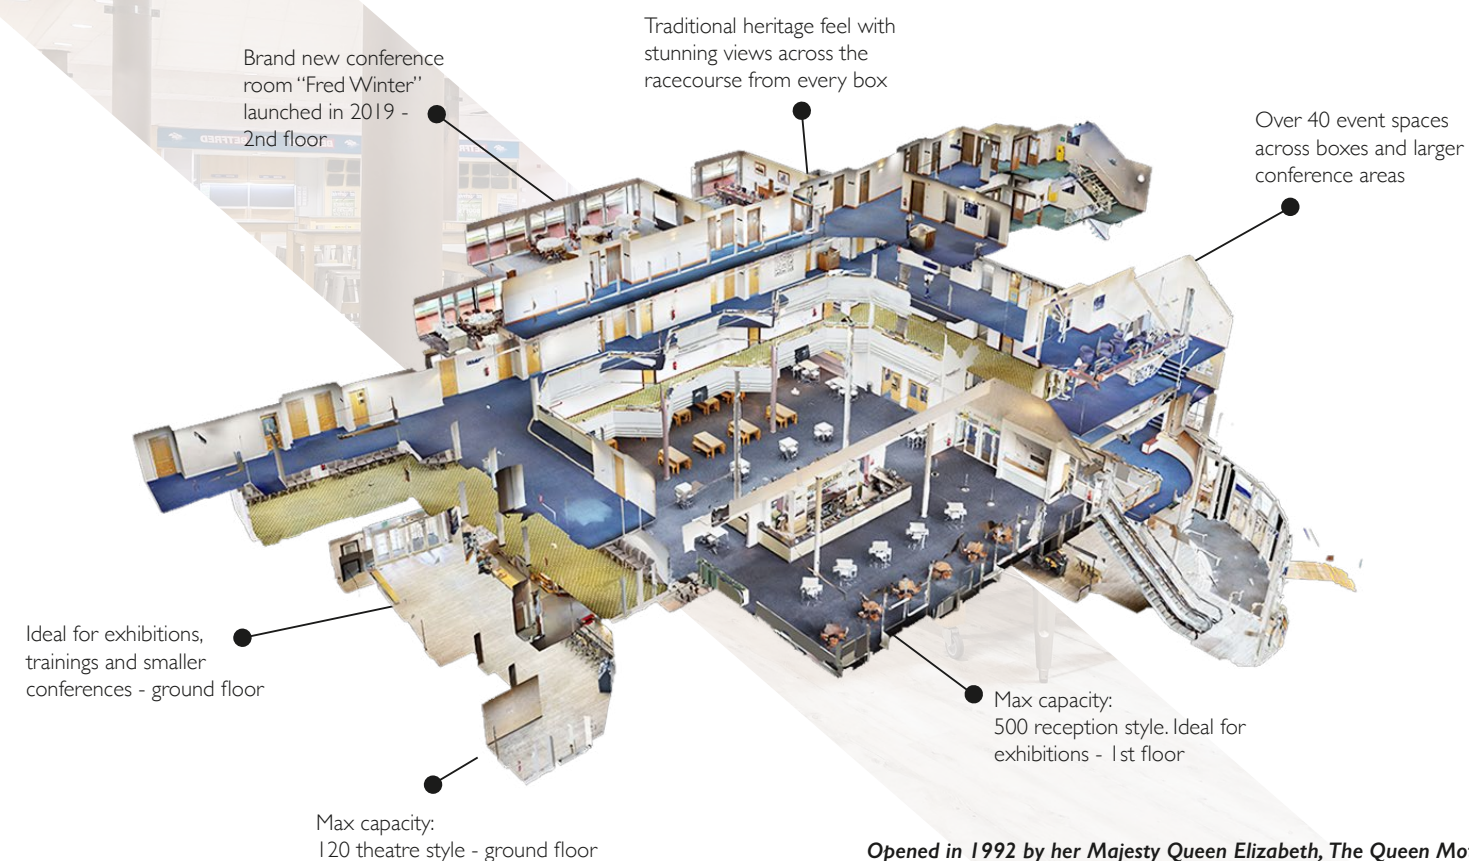 Traditional heritage feel with
stunning views across the
racecourse from every box
Brand new conference
room “Fred Winter”
launched in 2019 -
2nd floor
Over 40 event spaces
across boxes and larger
conference areas
Ideal for exhibitions,
trainings and smaller
conferences - ground floor
Max capacity:
500 reception style. Ideal for
exhibitions - 1st floor
Max capacity:
120 theatre style - ground floor
Opened in 1992 by her Majesty Queen Elizabeth, The Queen Mot